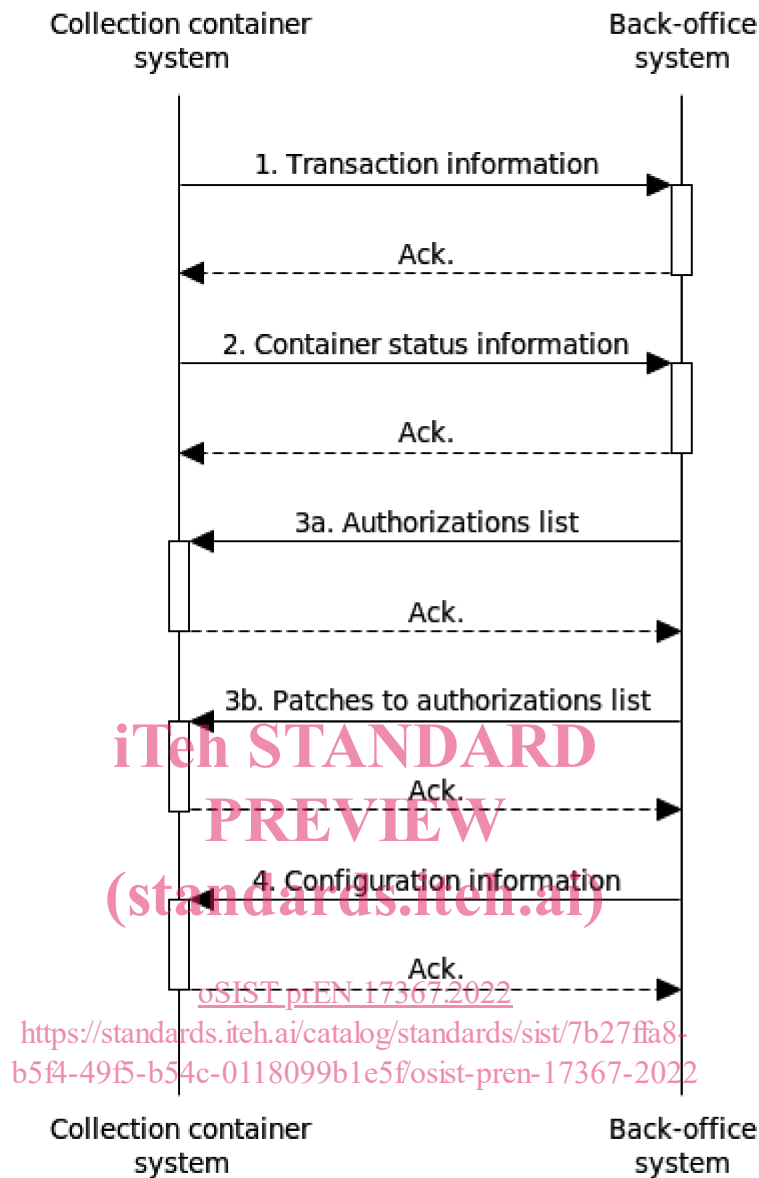 Collection container
system
Back-office
system
1. Transaction information
Ack.
2. Container status information
Ack.
3a. Authorizations list
Ack.
3b. Patches to authorizations list
iTeh STANDARD
Ack.
PREVIEW
4. Configuration information
(standards.iteh.ai)
Ack.
oSIST prEN 17367:2022
https://standards.iteh.ai/catalog/standards/sist/7b27ffa8-
b5f4-49f5-b54c-0118099b1e5f/osist-pren-17367-2022
Collection container
system
Back-office
system